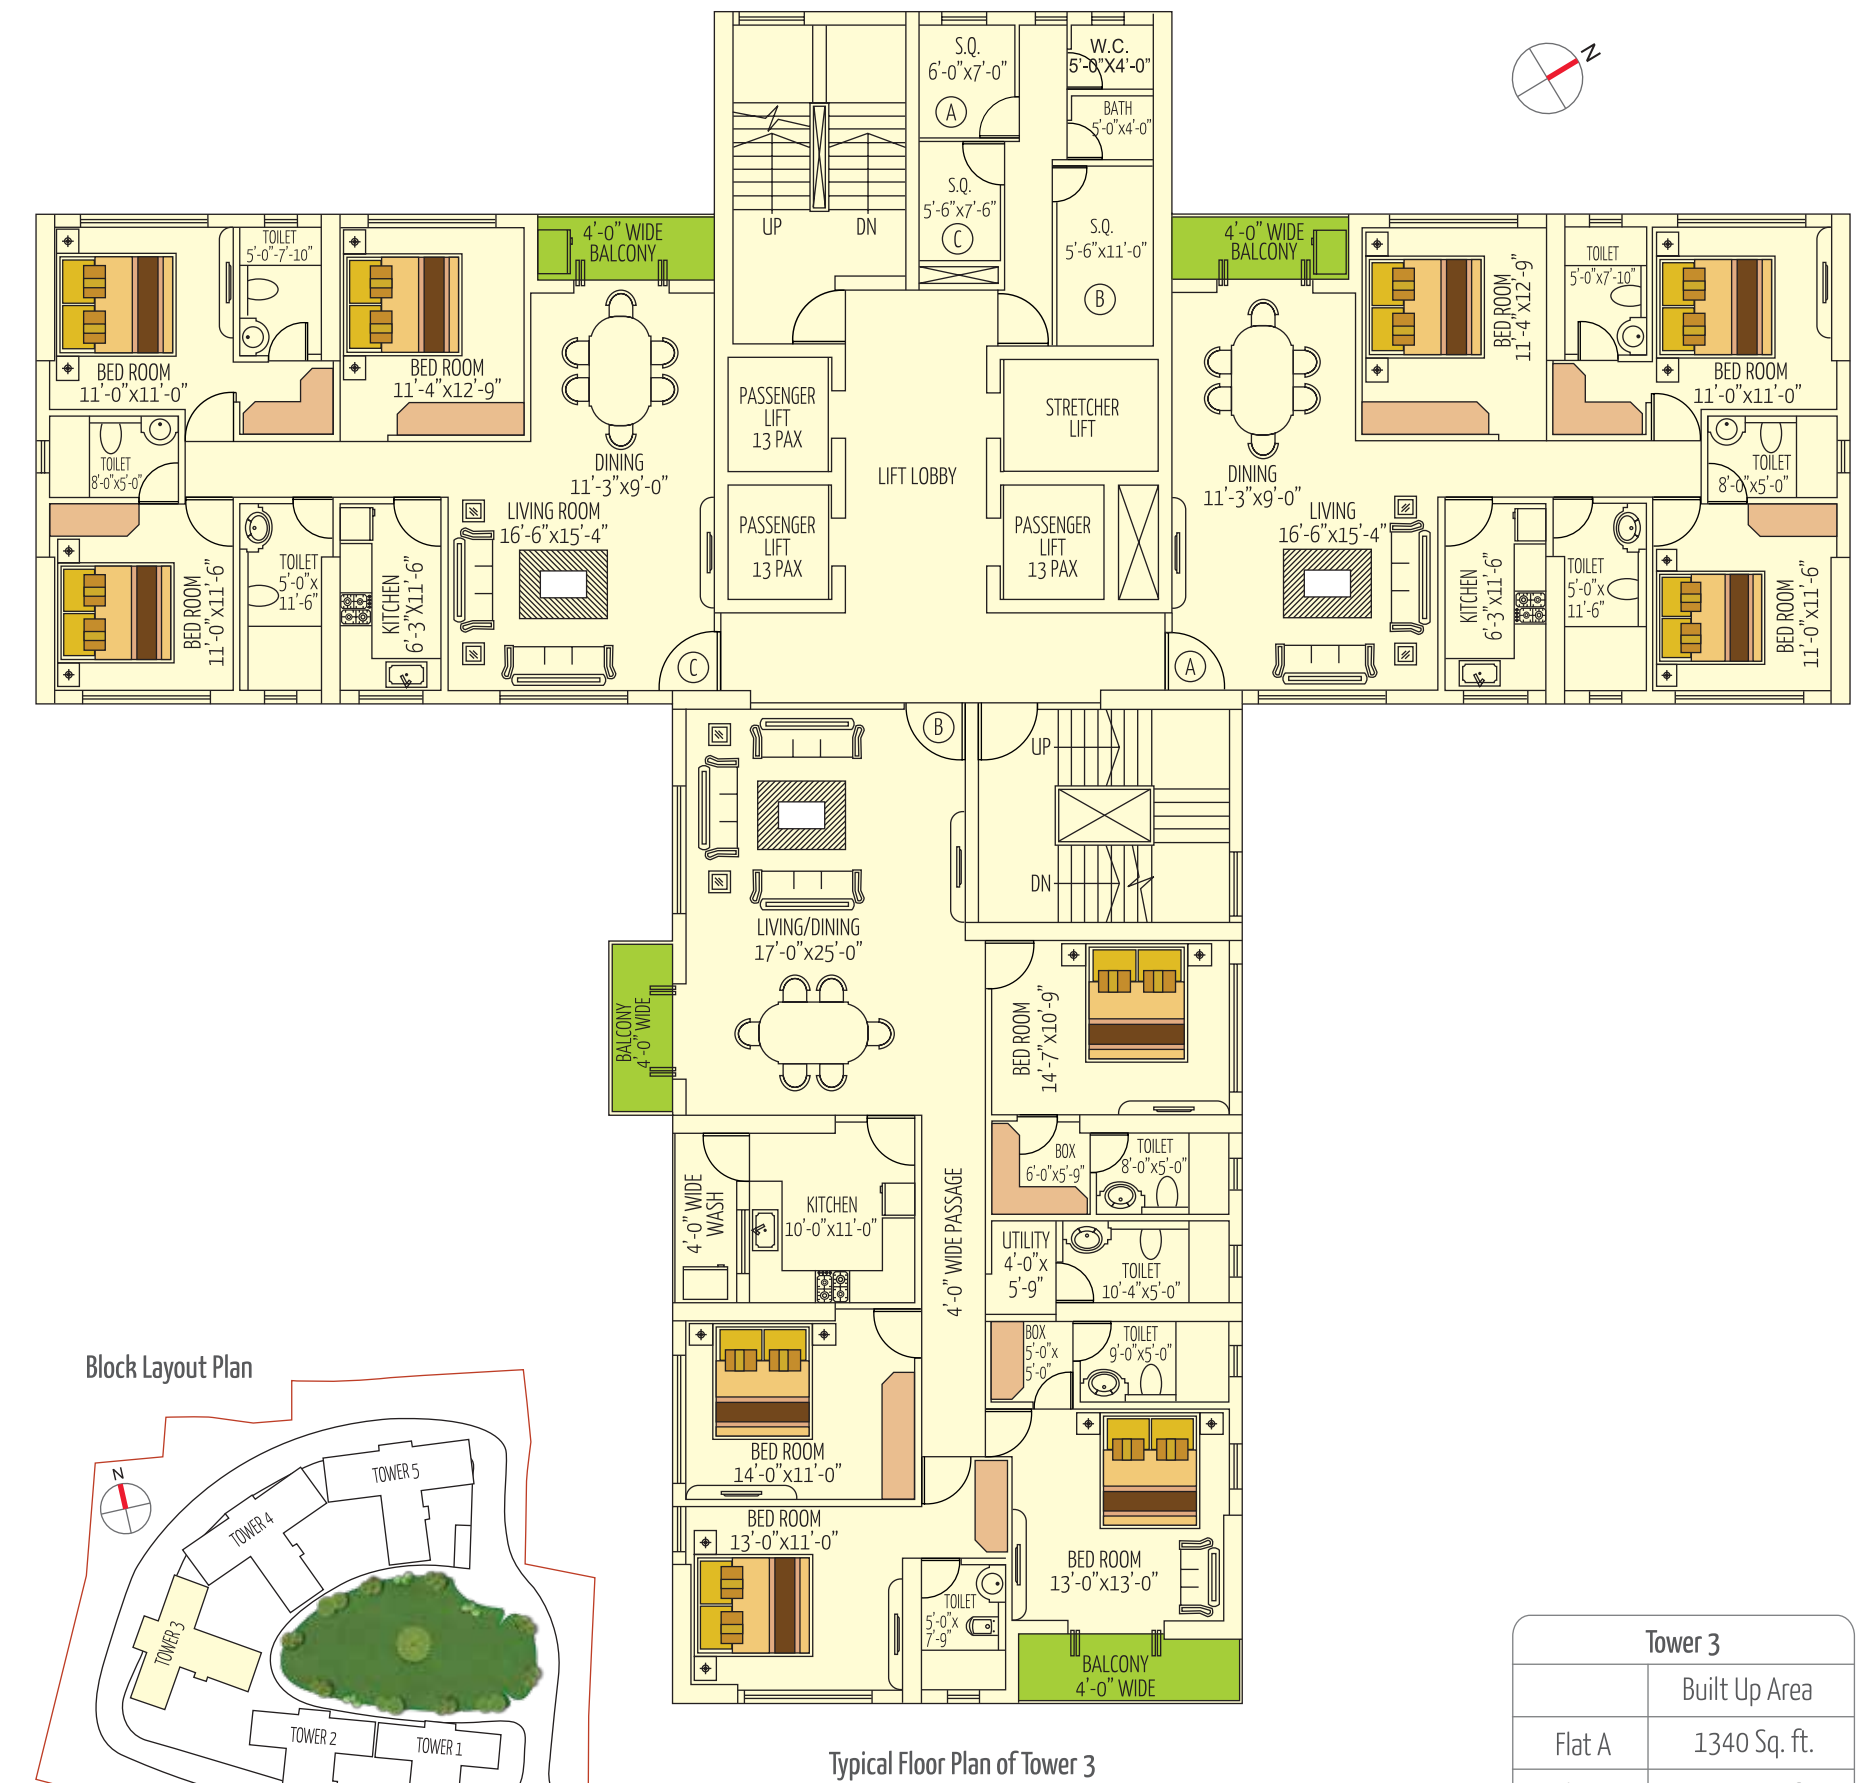 S.Q.
6'-0"x7'-0"
A
W.C.
5'-0"X4'-0"
BATH
5'-0"x4'-0"
N
S.Q.
5'-6"x7'-6"
C
S.Q.
5'-6"x11'-0"
B
UP
DN
TOILET
5'-0"-7'-10"
4'-0" WIDE
BALCONY
4'-0" WIDE
BALCONY
BED ROOM
11'-4"x12'-9"
TOILET
5'-0"x7'-10"
BED ROOM
11'-0"x11'-0"
BED ROOM
11'-4"x12'-9"
BED ROOM
11'-0"x11'-0"
PASSENGER
LIFT
13 PAX
STRETCHER
LIFT
TOILET
8'-0"x5'-0"
DINING
11'-3"x9'-0"
LIFT LOBBY
DINING
11'-3"x9'-0"
TOILET
8'-0"x5'-0"
LIVING ROOM
16'-6"x15'-4"
PASSENGER
LIFT
13 PAX
PASSENGER
LIFT
13 PAX
LIVING
16'-6"x15'-4"
BED ROOM
11'-0"x11'-6"
TOILET
5'-0"x
11'-6"
KITCHEN
6'-3"X11'-6"
KITCHEN
6'-3"x11'-6"
TOILET
5'-0"x
11'-6"
BED ROOM
11'-0"x11'-6"
C
A
B
UP
DN
LIVING/DINING
17'-0"x25'-0"
BALCONY
4'-0" WIDE
BED ROOM
14'-7"x10'-9"
BOX
6'-0"x5'-9"
TOILET
8'-0"x5'-0"
4'-0" WIDE
WASH
KITCHEN
10'-0"x11'-0"
4'-0" WIDE PASSAGE
UTILITY
4'-0"x
5'-9"
TOILET
10'-4"x5'-0"
BOX
5'-0"x
5'-0"
TOILET
9'-0"x5'-0"
BED ROOM
14'-0"x11'-0"
BED ROOM
13'-0"x11'-0"
BED ROOM
13'-0"x13'-0"
TOILET
5'-0"x
7'-9"
BALCONY
4'-0" WIDE
Block Layout Plan
N
TOWER 5
TOWER 4
TOWER 3
TOWER 2
TOWER 1
Typical Floor Plan of Tower 3
Tower 3
Built Up Area
Flat A
1340 Sq. ft.